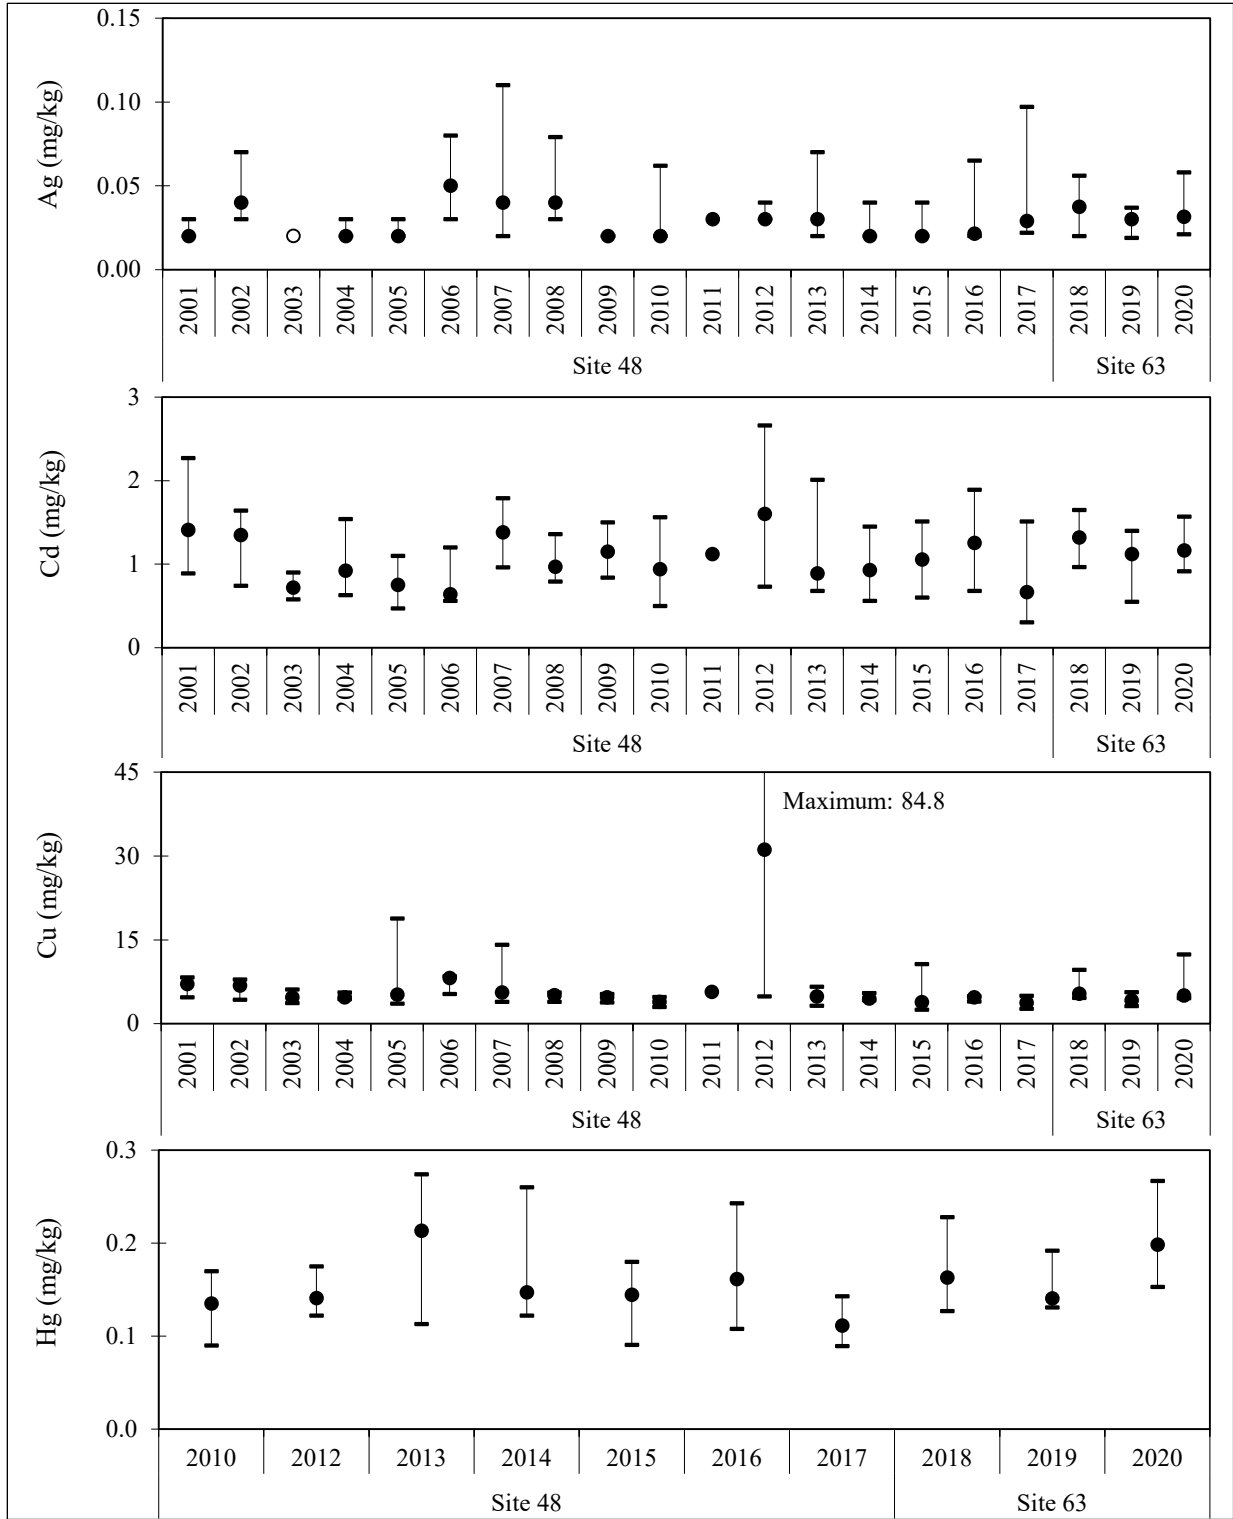 Ag (mg/kg)
0.15
0.10
0.05
0.00
2001 2002 2003 2004 2005 2006 2007 2008 2009 2010 2011 2012 2013 2014 2015 2016 2017 2018 2019 2020
Site 48 Site 63
Cd (mg/kg)
3
2
1
0
2001 2002 2003 2004 2005 2006 2007 2008 2009 2010 2011 2012 2013 2014 2015 2016 2017 2018 2019 2020
Site 48 Site 63
Cu (mg/kg)
45
30
15
0
Maximum: 84.8
2001 2002 2003 2004 2005 2006 2007 2008 2009 2010 2011 2012 2013 2014 2015 2016 2017 2018 2019 2020
Site 48 Site 63
Hg (mg/kg)
0.3
0.2
0.1
0.0
2010 2012 2013 2014 2015 2016 2017 2018 2019 2020
Site 48 Site 63